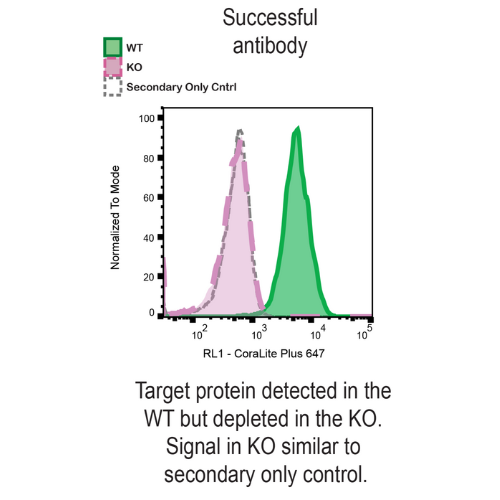 Successful
antibody
WT
KO
Secondary Only Cntrl
Normalized To Mode
100
80
60
40
20
0
10²
10³
10⁴
10⁵
RL1 - CoraLite Plus 647
Target protein detected in the
WT but depleted in the KO.
Signal in KO similar to
secondary only control.